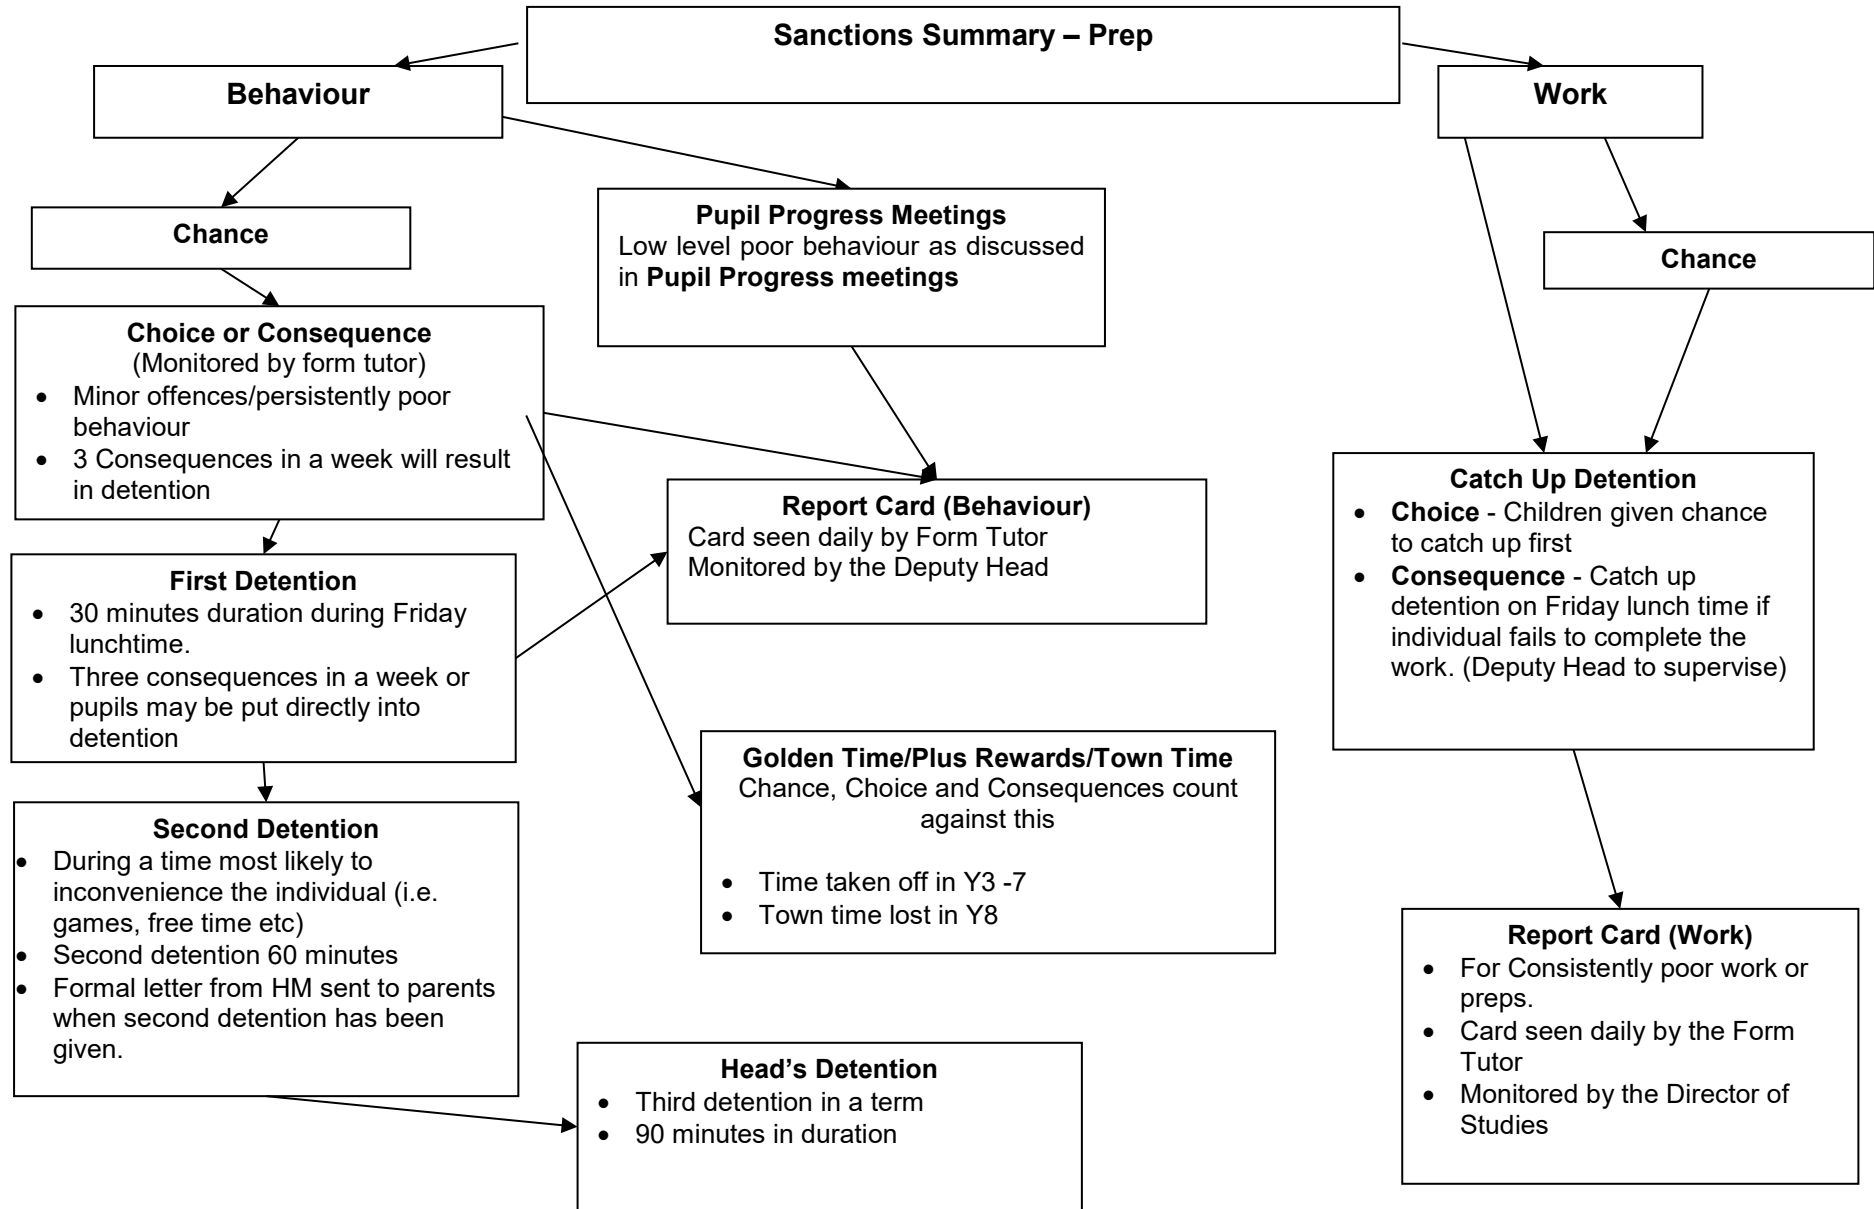 Sanctions Summary – Prep
Behaviour
Work
Chance
Pupil Progress Meetings
Low level poor behaviour as discussed
in Pupil Progress meetings
Chance
Choice or Consequence
(Monitored by form tutor)
• Minor offences/persistently poor
behaviour
• 3 Consequences in a week will result
in detention
Report Card (Behaviour)
Card seen daily by Form Tutor
Monitored by the Deputy Head
Catch Up Detention
• Choice - Children given chance
to catch up first
• Consequence - Catch up
detention on Friday lunch time if
individual fails to complete the
work. (Deputy Head to supervise)
First Detention
• 30 minutes duration during Friday
lunchtime.
• Three consequences in a week or
pupils may be put directly into
detention
Golden Time/Plus Rewards/Town Time
Chance, Choice and Consequences count
against this
• Time taken off in Y3 -7
• Town time lost in Y8
Second Detention
• During a time most likely to
inconvenience the individual (i.e.
games, free time etc)
• Second detention 60 minutes
• Formal letter from HM sent to parents
when second detention has been
given.
Report Card (Work)
• For Consistently poor work or
preps.
• Card seen daily by the Form
Tutor
• Monitored by the Director of
Studies
Head’s Detention
• Third detention in a term
• 90 minutes in duration